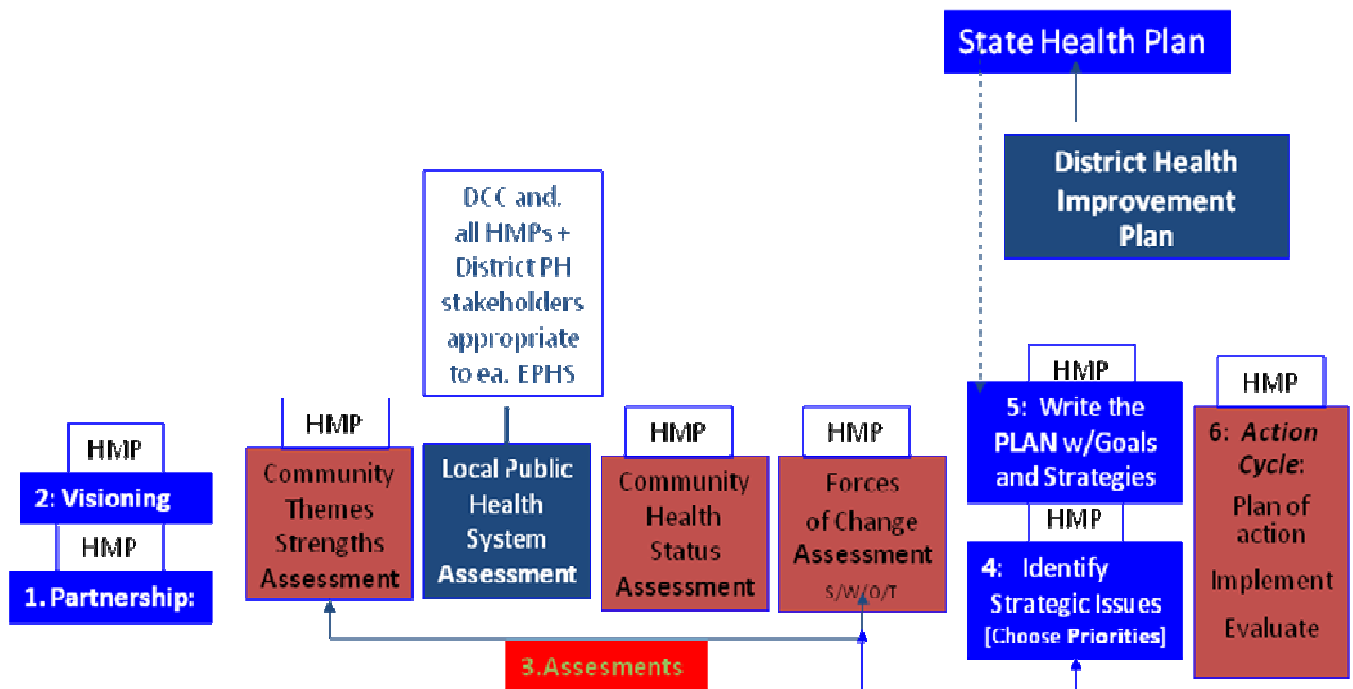 State Health Plan
District Health
Improvement
Plan
DCC and.
all HMPs +
District PH
stakeholders
appropriate
to ea. EPHS
HMP
2: Visioning
HMP
1. Partnership:
HMP
Community
Themes
Strengths
Assessment
Local Public
Health
System
Assessment
HMP
Community
Health
Status
Assessment
HMP
Forces
of Change
Assessment
S/W/O/T
3.Assesments
HMP
5: Write the
PLAN w/Goals
and Strategies
HMP
4: Identify
Strategic Issues
[Choose Priorities]
HMP
6: Action
Cycle:
Plan of
action
Implement
Evaluate